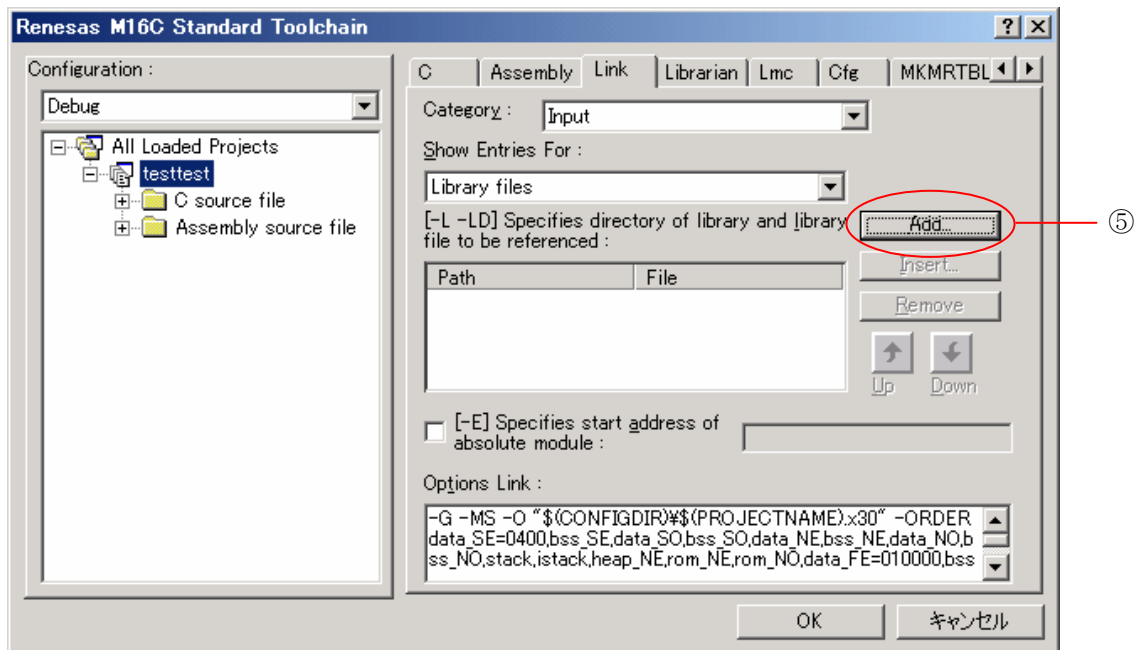 Renesas M16C Standard Toolchain
Configuration :
Debug
All Loaded Projects
testtest
C source file
Assembly source file
C
Assembly
Link
Librarian
Lmc
Cfg
MKMRTBL
Category :
Input
Show Entries For :
Library files
[-L -LD] Specifies directory of library and library
file to be referenced :
Path
File
Add...
Insert...
Remove
Up
Down
[-E] Specifies start address of
absolute module :
Options Link :
-G -MS -O "$(CONFIGDIR)¥$(PROJECTNAME).x30" -ORDER
data_SE=0400,bss_SE,data_SO,bss_SO,data_NE,bss_NE,data_NO,b
ss_NO,stack,istack,heap_NE,rom_NE,rom_NO,data_FE=010000,bss
OK
キャンセル
⑤